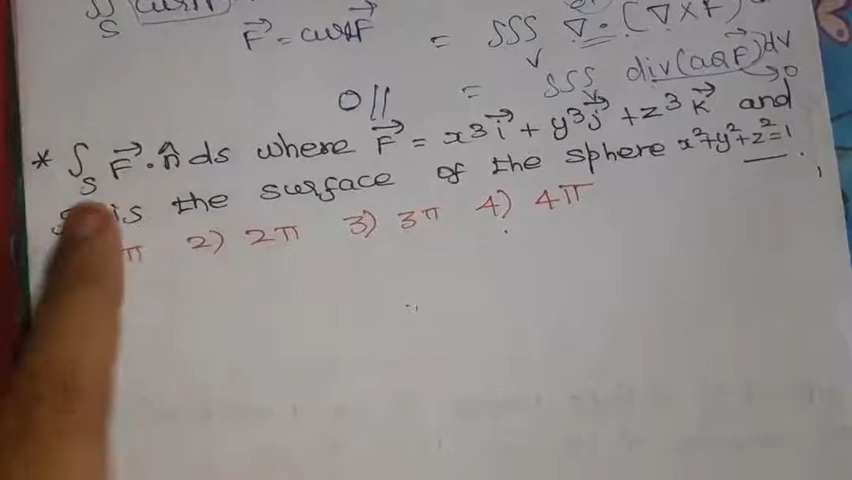 ∫∫
S
F⃗ = curl F⃗ = ∫∫∫ ∇·(∇×F)
V
0// = ∫∫∫ div(curl F⃗)dv → 0
V
* ∫ F⃗·n̂ ds where F⃗ = x³i⃗ + y³j⃗ + z³k⃗ and
S
is the surface of the sphere x²+y²+z²=1.
π 2) 2π 3) 3π 4) 4π